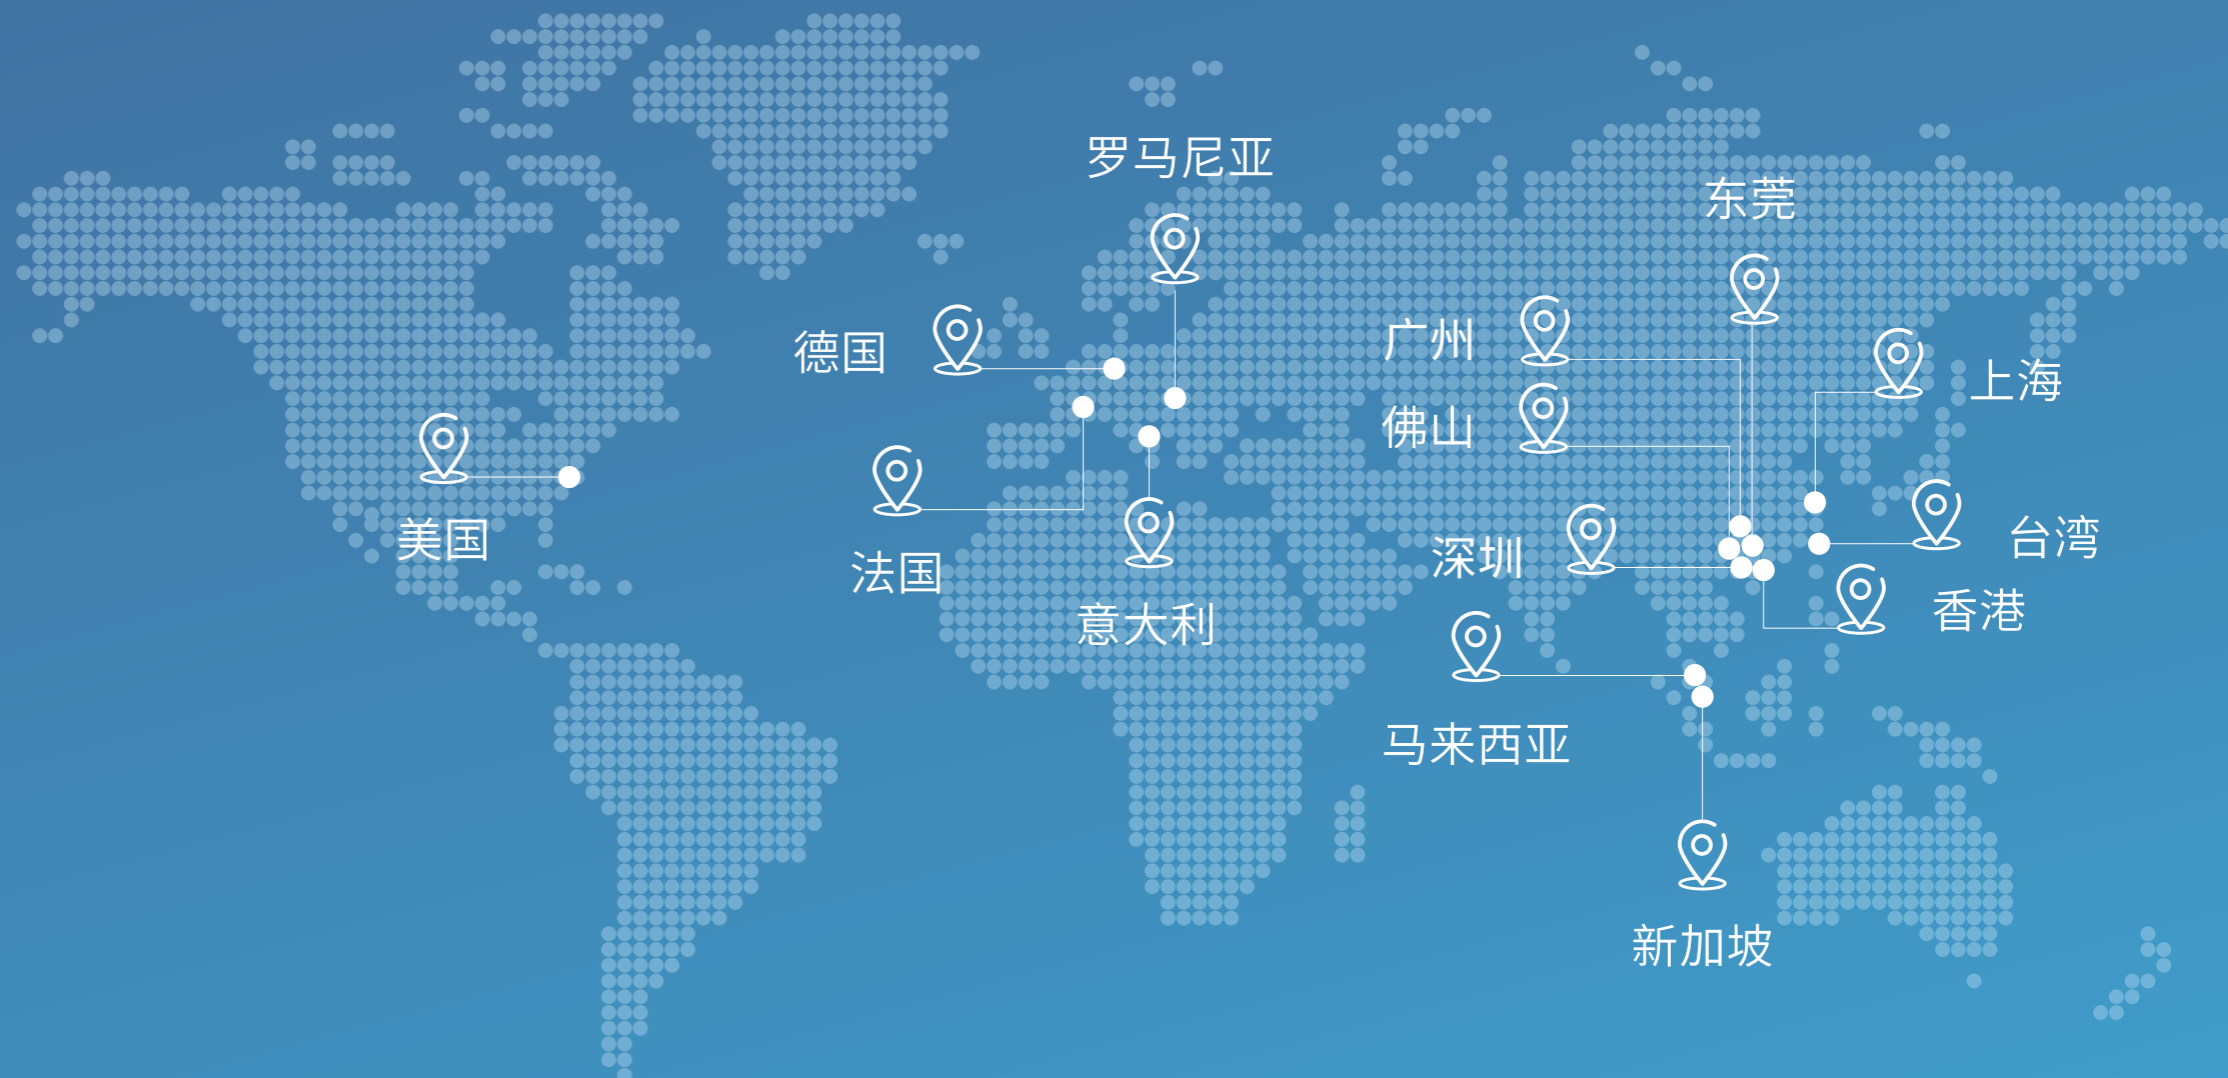 罗马尼亚
东莞
广州
德国
上海
佛山
美国
台湾
深圳
法国
香港
意大利
马来西亚
新加坡